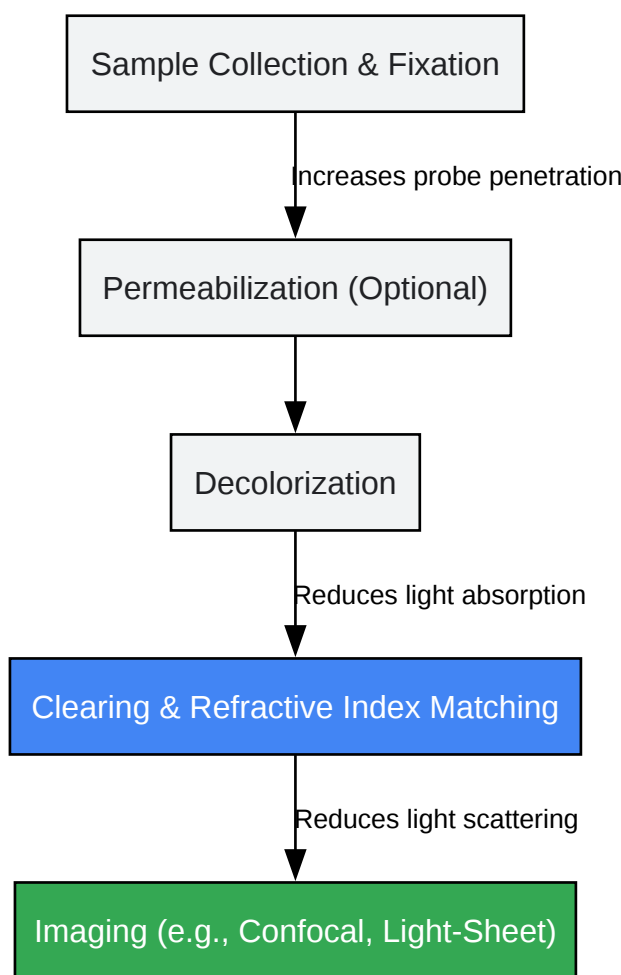 Sample Collection & Fixation
Increases probe penetration
Permeabilization (Optional)
Decolorization
Reduces light absorption
Clearing & Refractive Index Matching
Reduces light scattering
Imaging (e.g., Confocal, Light-Sheet)